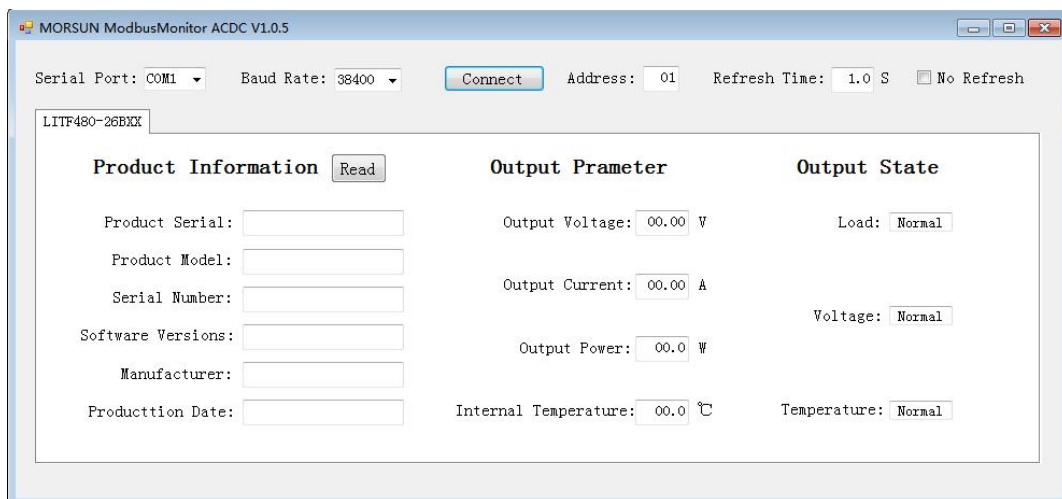 MORSUN ModbusMonitor ACDC V1.0.5
Serial Port: COM1 Baud Rate: 38400 Connect Address: 01 Refresh Time: 1.0 S No Refresh
LITF480-26BXX
Product Information Read Output Prameter Output State
Product Serial: Output Voltage: 00.00 V Load: Normal
Product Model:
Serial Number: Output Current: 00.00 A
Voltage: Normal
Software Versions:
Output Power: 00.0 W
Manufacturer:
Producttion Date: Internal Temperature: 00.0 ℃ Temperature: Normal